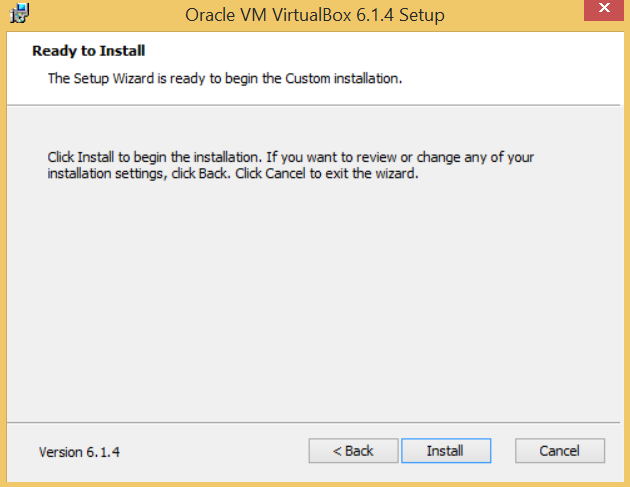 Oracle VM VirtualBox 6.1.4 Setup
Ready to Install
The Setup Wizard is ready to begin the Custom installation.
Click Install to begin the installation. If you want to review or change any of your
installation settings, click Back. Click Cancel to exit the wizard.
Version 6.1.4
< Back
Install
Cancel